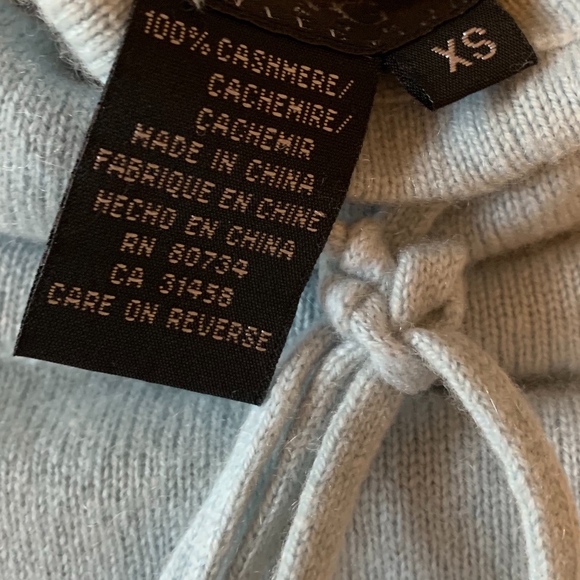 XS
100% CASHMERE/
CACHEMIRE/
CACHEMIR
MADE IN CHINA
FABRIQUE EN CHINE
HECHO EN CHINA
RN 80734
CA 31458
CARE ON REVERSE